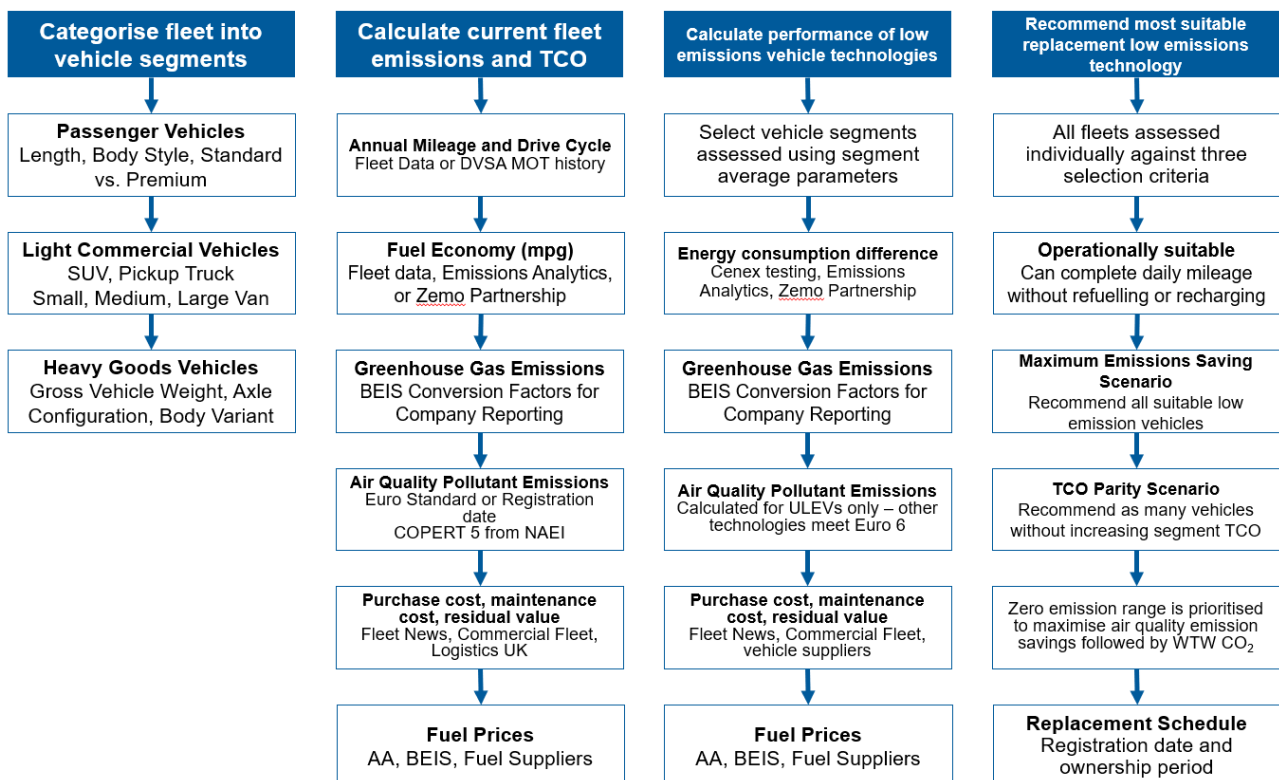 Categorise fleet into
vehicle segments
Passenger Vehicles
Length, Body Style, Standard
vs. Premium
Light Commercial Vehicles
SUV, Pickup Truck
Small, Medium, Large Van
Heavy Goods Vehicles
Gross Vehicle Weight, Axle
Configuration, Body Variant
Calculate current fleet
emissions and TCO
Annual Mileage and Drive Cycle
Fleet Data or DVSA MOT history
Fuel Economy (mpg)
Fleet data, Emissions Analytics,
or Zemo Partnership
Greenhouse Gas Emissions
BEIS Conversion Factors for
Company Reporting
Air Quality Pollutant Emissions
Euro Standard or Registration
date
COPERT 5 from NAEI
Purchase cost, maintenance
cost, residual value
Fleet News, Commercial Fleet,
Logistics UK
Fuel Prices
AA, BEIS, Fuel Suppliers
Calculate performance of low
emissions vehicle technologies
Select vehicle segments
assessed using segment
average parameters
Energy consumption difference
Cenex testing, Emissions
Analytics, Zemo Partnership
Greenhouse Gas Emissions
BEIS Conversion Factors for
Company Reporting
Air Quality Pollutant Emissions
Calculated for ULEVs only – other
technologies meet Euro 6
Purchase cost, maintenance
cost, residual value
Fleet News, Commercial Fleet,
vehicle suppliers
Fuel Prices
AA, BEIS, Fuel Suppliers
Recommend most suitable
replacement low emissions
technology
All fleets assessed
individually against three
selection criteria
Operationally suitable
Can complete daily mileage
without refuelling or recharging
Maximum Emissions Saving
Scenario
Recommend all suitable low
emission vehicles
TCO Parity Scenario
Recommend as many vehicles
without increasing segment TCO
Zero emission range is prioritised
to maximise air quality emission
savings followed by WTW CO₂
Replacement Schedule
Registration date and
ownership period